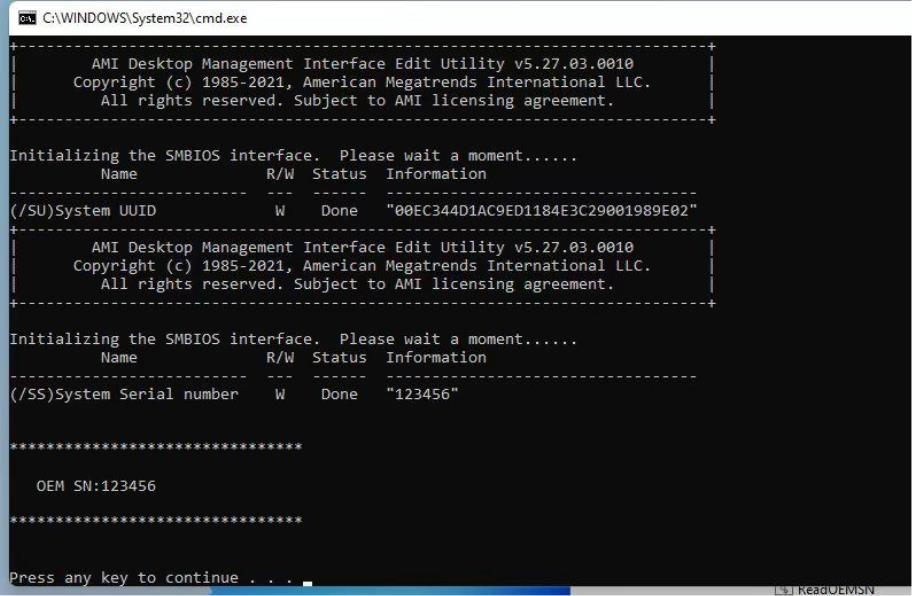 C:\WINDOWS\System32\cmd.exe
+---------------------------------------------------------------------------+
| AMI Desktop Management Interface Edit Utility v5.27.03.0010 |
| Copyright (c) 1985-2021, American Megatrends International LLC. |
| All rights reserved. Subject to AMI licensing agreement. |
+---------------------------------------------------------------------------+
Initializing the SMBIOS interface.  Please wait a moment......
Name R/W Status Information
-------------------------- --- ------ ----------------------------------
(/SU)System UUID W Done "00EC344D1AC9ED1184E3C29001989E02"
+---------------------------------------------------------------------------+
| AMI Desktop Management Interface Edit Utility v5.27.03.0010 |
| Copyright (c) 1985-2021, American Megatrends International LLC. |
| All rights reserved. Subject to AMI licensing agreement. |
+---------------------------------------------------------------------------+
Initializing the SMBIOS interface.  Please wait a moment......
Name R/W Status Information
-------------------------- --- ------ ----------------------------------
(/SS)System Serial number W Done "123456"
********************************
OEM SN:123456
********************************
Press any key to continue . . .
ReadOEMSN